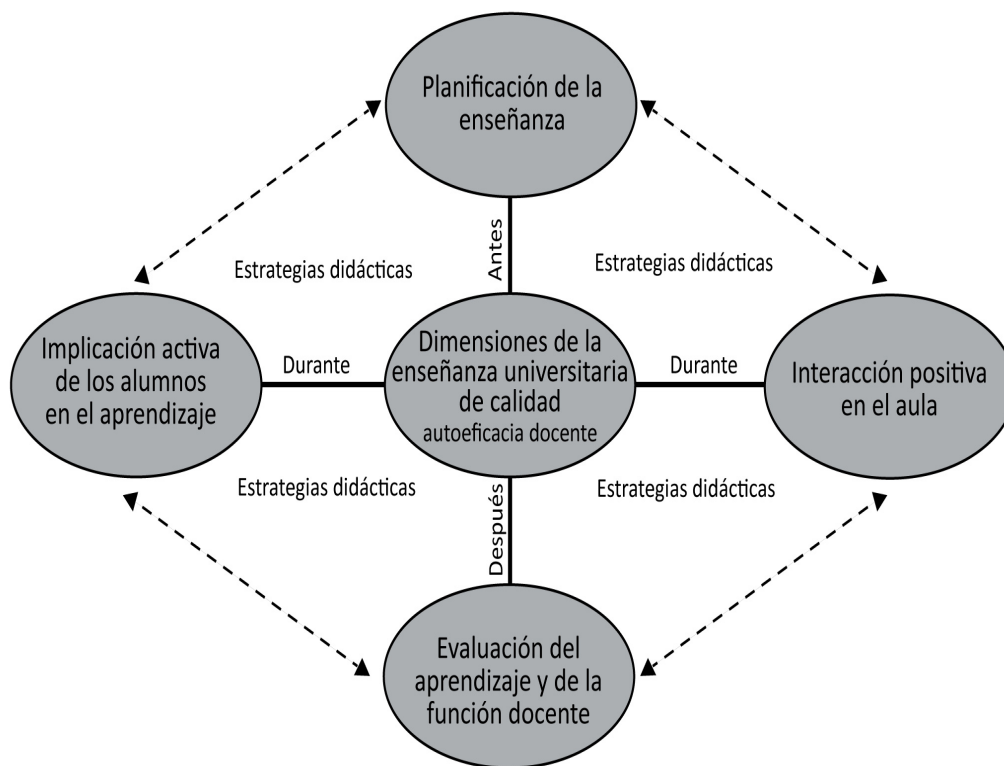 Planificación de la
enseñanza
Antes
Estrategias didácticas
Estrategias didácticas
Implicación activa
de los alumnos
en el aprendizaje
Durante
Dimensiones de la
enseñanza universitaria
de calidad
autoeficacia docente
Durante
Interacción positiva
en el aula
Estrategias didácticas
Estrategias didácticas
Después
Evaluación del
aprendizaje y de la
función docente